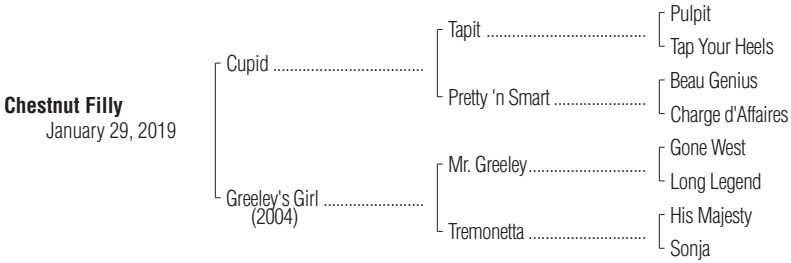 Pulpit
Tapit ......................................
Tap Your Heels
Cupid ....................................
Beau Genius
Pretty 'n Smart ......................
Charge d'Affaires
Chestnut Filly
January 29, 2019
Gone West
Mr. Greeley............................
Long Legend
Greeley's Girl ........................
(2004)
His Majesty
Tremonetta ............................
Sonja